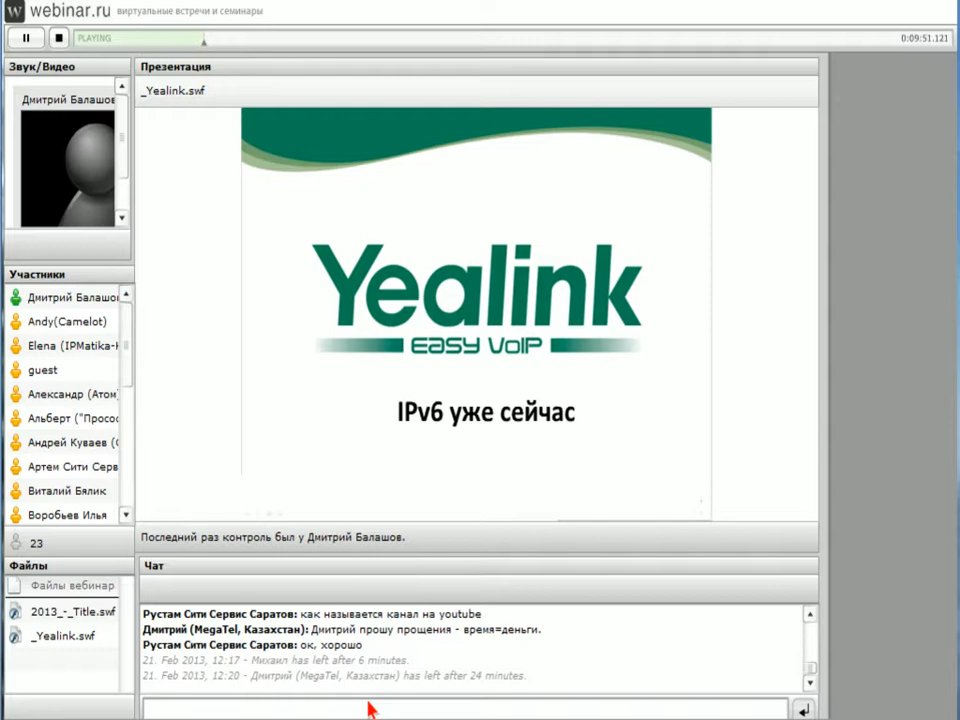 w webinar.ru виртуальные встречи и семинары
PLAYING 0:09:51.121
Звук/Видео
Дмитрий Балашов
Участники
Дмитрий Балашо
Andy(Camelot)
Elena (IPMatika-
guest
Александр (Атом
Альберт ("Просо
Андрей Куваев (
Артем Сити Серв
Виталий Бялик
Воробьев Илья
23
Файлы
Файлы вебинар
2013_-_Title.swf
_Yealink.swf
Презентация
_Yealink.swf
Yealink
EASY VoIP
IPv6 уже сейчас
Последний раз контроль был у Дмитрий Балашов.
Чат
Рустам Сити Сервис Саратов: как называется канал на youtube
Дмитрий (MegaTel, Казахстан): Дмитрий прошу прощения - время=деньги.
Рустам Сити Сервис Саратов: ок, хорошо
21. Feb 2013, 12:17 - Михаил has left after 6 minutes.
21. Feb 2013, 12:20 - Дмитрий (MegaTel, Казахстан) has left after 24 minutes.